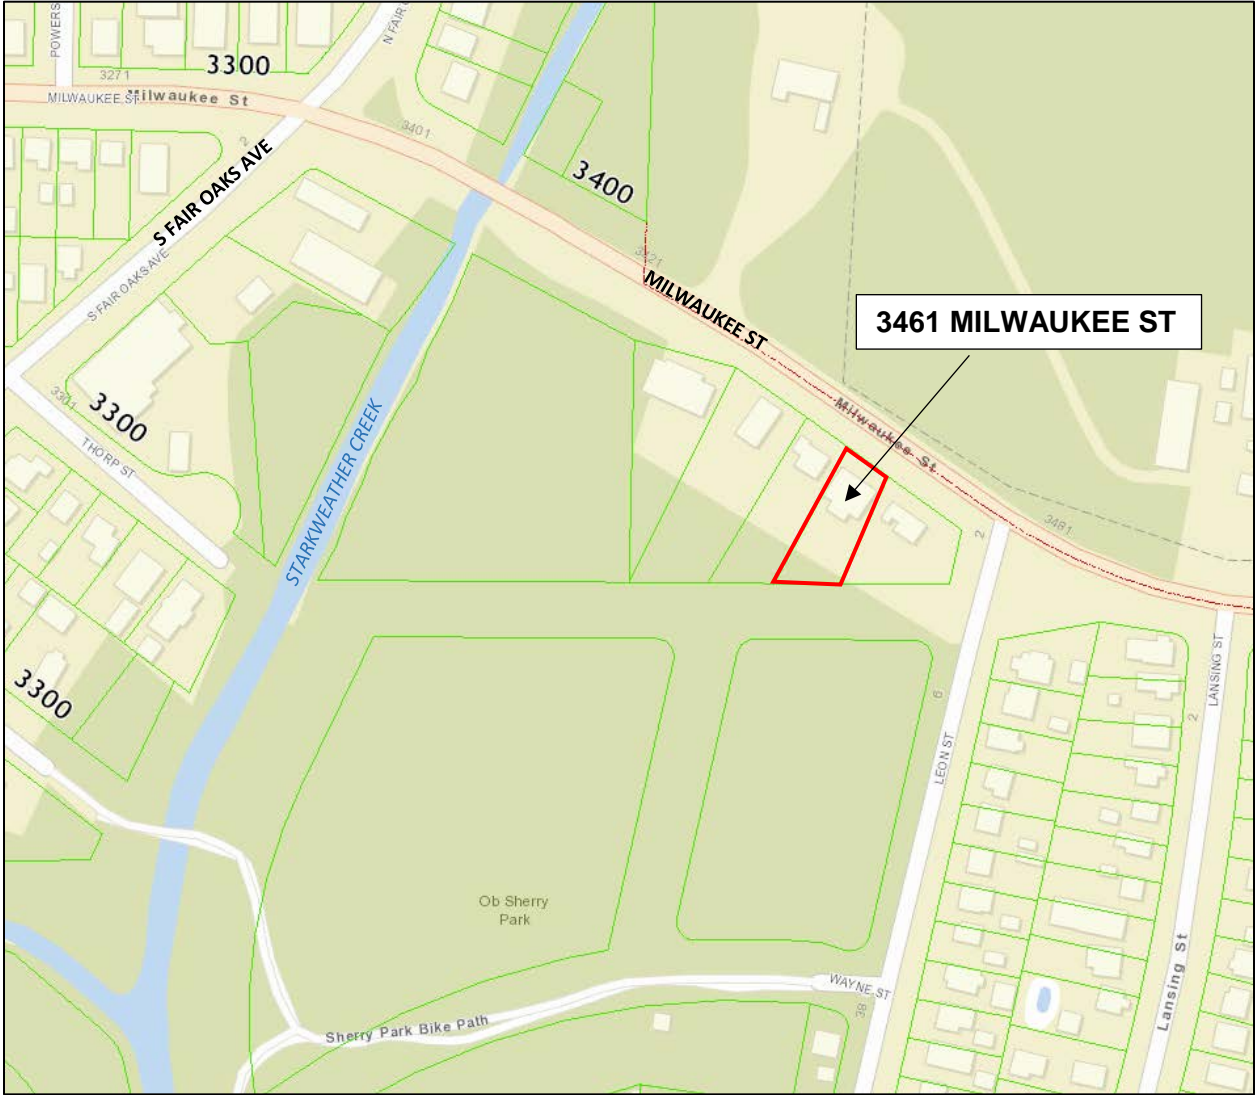 POWERS
N FAIR
3300
3271
MILWAUKEE ST
Milwaukee St
3401
2
S FAIR OAKS AVE
3400
3421
MILWAUKEE ST
3461 MILWAUKEE ST
S FAIR OAKS AVE
3301
3300
THORP ST
STARKWEATHER CREEK
Milwaukee St
2
3481
3300
LANSING ST
2
6
LEON ST
Ob Sherry
Park
WAYNE ST
38
Sherry Park Bike Path
Lansing St